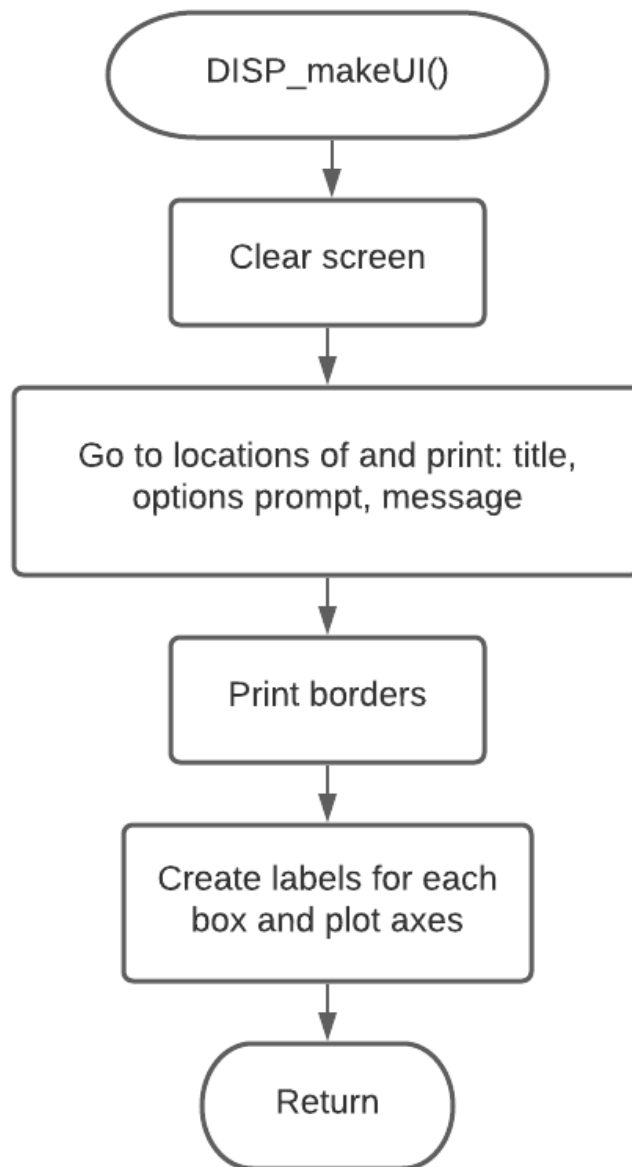 DISP_makeUI()
Clear screen
Go to locations of and print: title,
options prompt, message
Print borders
Create labels for each
box and plot axes
Return